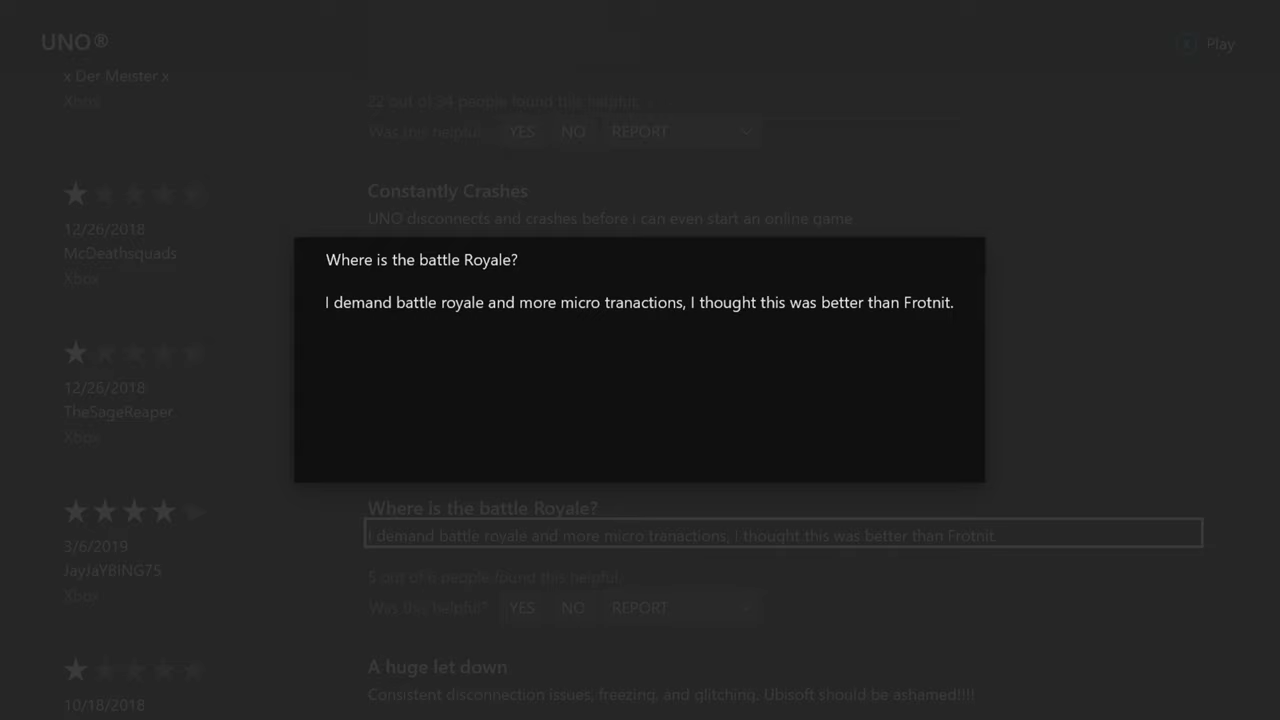 UNO®
Play
x Der Meister x
Xbox
22 out of 34 people found this helpful.
Was this helpful? YES NO REPORT
Constantly Crashes
UNO disconnects and crashes before i can even start an online game
12/26/2018
McDeathsquads
Xbox
Where is the battle Royale?
I demand battle royale and more micro tranactions, I thought this was better than Frotnit.
12/26/2018
TheSageReaper
Xbox
Where is the battle Royale?
I demand battle royale and more micro tranactions, I thought this was better than Frotnit.
3/6/2019
JayJaYBING75
Xbox
5 out of 6 people found this helpful.
Was this helpful? YES NO REPORT
A huge let down
Consistent disconnection issues, freezing, and glitching. Ubisoft should be ashamed!!!!
10/18/2018